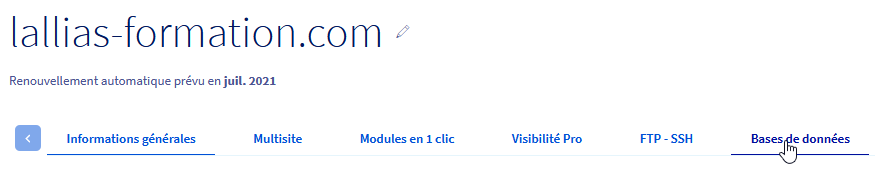 lallias-formation.com
Renouvellement automatique prévu en juil. 2021
Informations générales Multisite Modules en 1 clic Visibilité Pro FTP - SSH Bases de données